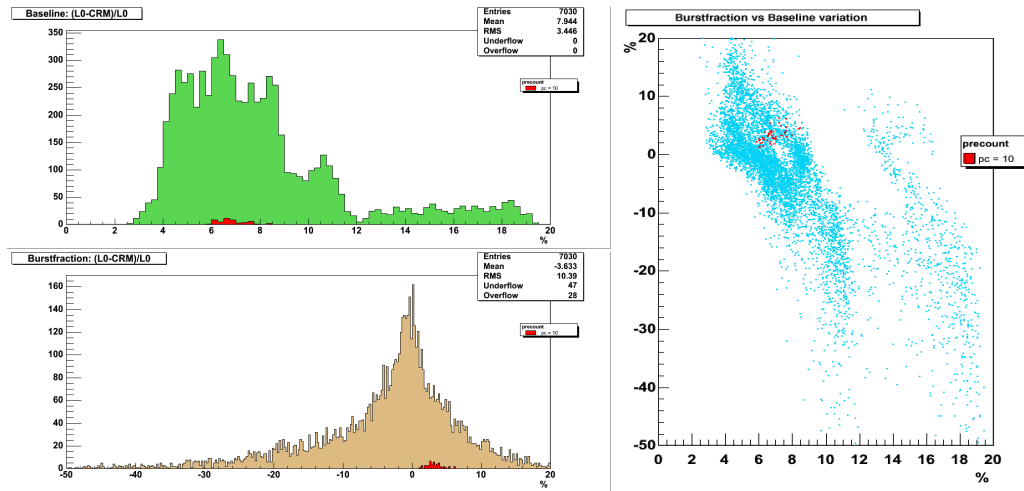 Baseline: (L0-CRM)/L0
Entries 7030
Mean 7.944
RMS 3.446
Underflow 0
Overflow 0
precount
pc = 10
350
300
250
200
150
100
50
0
0 2 4 6 8 10 12 14 16 18 20
%
Burstfraction: (L0-CRM)/L0
Entries 7030
Mean -3.633
RMS 10.39
Underflow 47
Overflow 28
precount
pc = 10
160
140
120
100
80
60
40
20
0
-50 -40 -30 -20 -10 0 10 20
%
Burstfraction vs Baseline variation
%
20
10
0
-10
-20
-30
-40
-50
precount
pc = 10
0 2 4 6 8 10 12 14 16 18 20
%